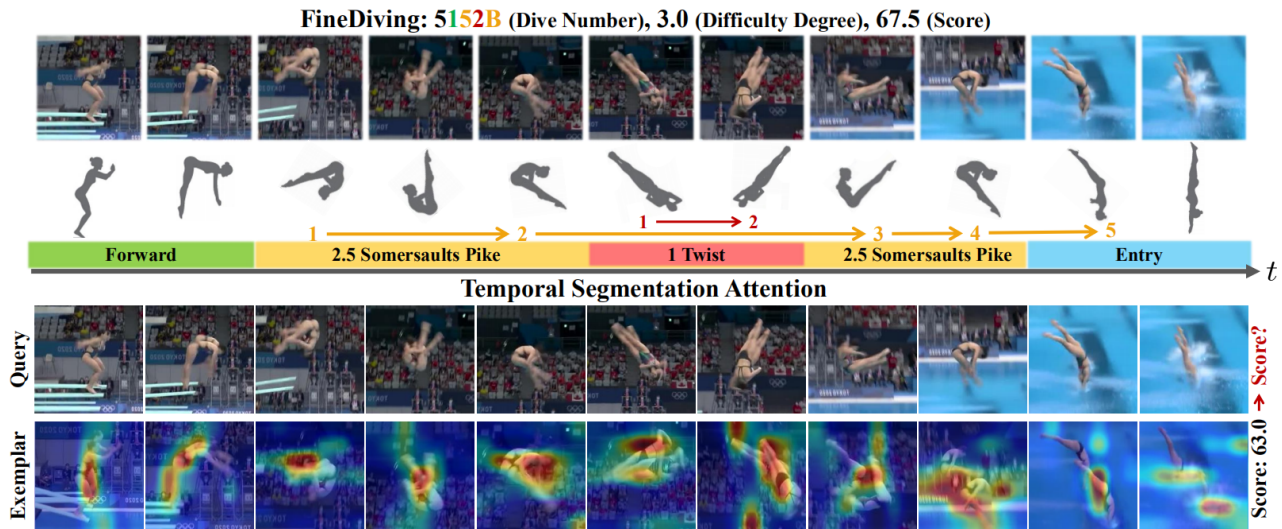 FineDiving: 5152B (Dive Number), 3.0 (Difficulty Degree), 67.5 (Score)
1 2 1 2 3 4 5
Forward 2.5 Somersaults Pike 1 Twist 2.5 Somersaults Pike Entry
t
Temporal Segmentation Attention
Query
Exemplar
Score: 63.0 → Score?